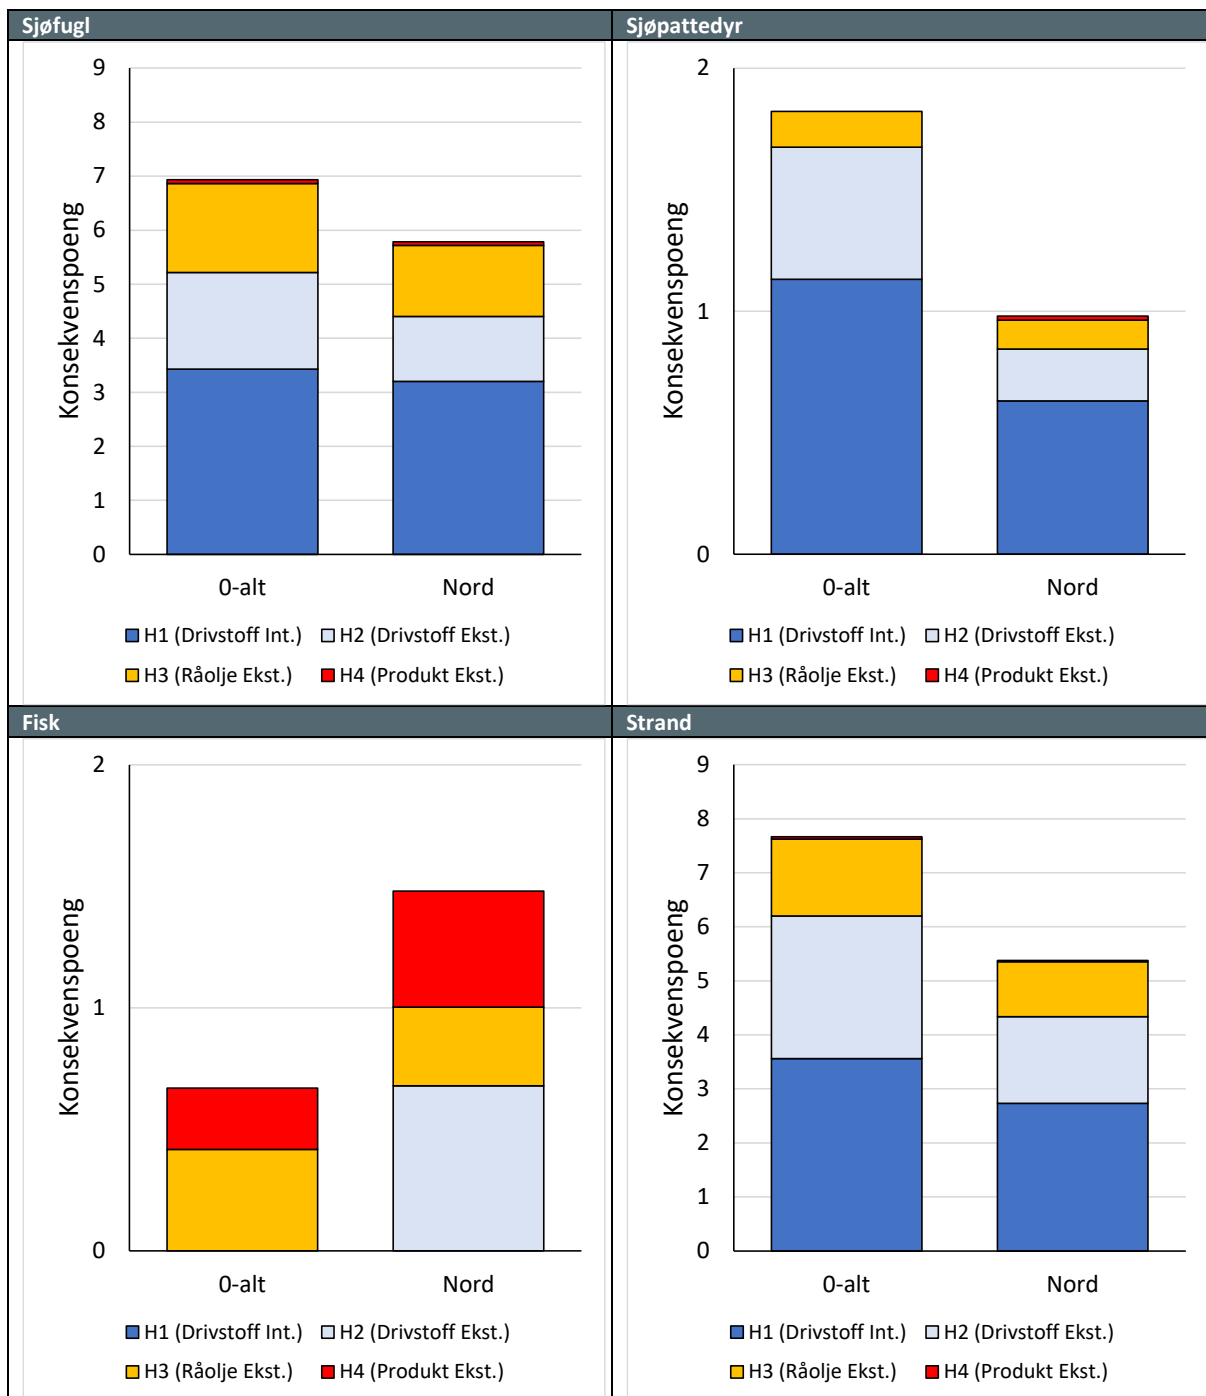 Sjøfugl
9
8
7
6
5
4
3
2
1
0
Konsekvenspoeng
0-alt Nord
H1 (Drivstoff Int.) H2 (Drivstoff Ekst.)
H3 (Råolje Ekst.) H4 (Produkt Ekst.)
Sjøpattedyr
2
1
0
Konsekvenspoeng
0-alt Nord
H1 (Drivstoff Int.) H2 (Drivstoff Ekst.)
H3 (Råolje Ekst.) H4 (Produkt Ekst.)
Fisk
2
1
0
Konsekvenspoeng
0-alt Nord
H1 (Drivstoff Int.) H2 (Drivstoff Ekst.)
H3 (Råolje Ekst.) H4 (Produkt Ekst.)
Strand
9
8
7
6
5
4
3
2
1
0
Konsekvenspoeng
0-alt Nord
H1 (Drivstoff Int.) H2 (Drivstoff Ekst.)
H3 (Råolje Ekst.) H4 (Produkt Ekst.)